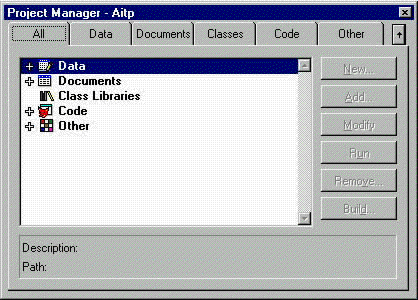 Project Manager - Aitp
All Data Documents Classes Code Other
Data
Documents
Class Libraries
Code
Other
New...
Add...
Modify
Run
Remove...
Build...
Description:
Path: